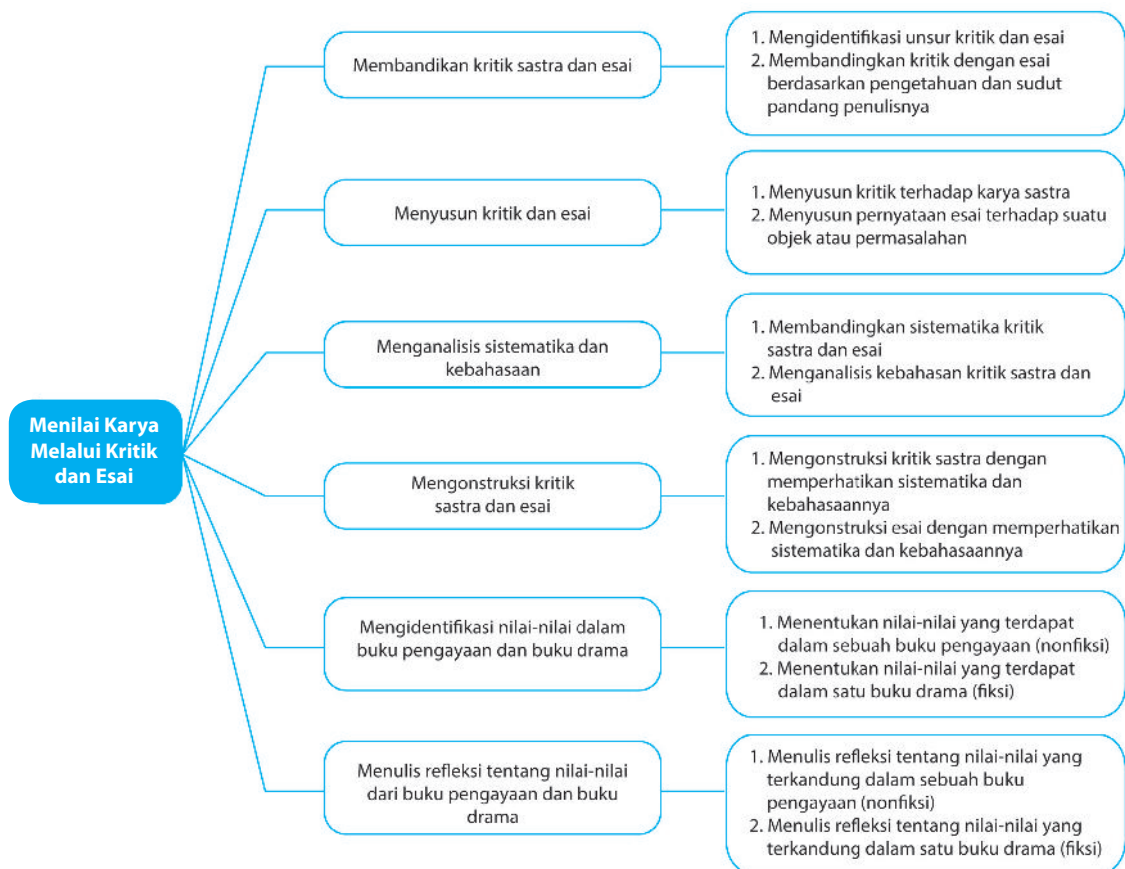 Menilai Karya
Melalui Kritik
dan Esai
Membandikan kritik sastra dan esai
1. Mengidentifikasi unsur kritik dan esai
2. Membandingkan kritik dengan esai
berdasarkan pengetahuan dan sudut
pandang penulisnya
Menyusun kritik dan esai
1. Menyusun kritik terhadap karya sastra
2. Menyusun pernyataan esai terhadap suatu
objek atau permasalahan
Menganalisis sistematika dan
kebahasaan
1. Membandingkan sistematika kritik
sastra dan esai
2. Menganalisis kebahasan kritik sastra dan
esai
Mengonstruksi kritik
sastra dan esai
1. Mengonstruksi kritik sastra dengan
memperhatikan sistematika dan
kebahasaannya
2. Mengonstruksi esai dengan memperhatikan
sistematika dan kebahasaannya
Mengidentifikasi nilai-nilai dalam
buku pengayaan dan buku drama
1. Menentukan nilai-nilai yang terdapat
dalam sebuah buku pengayaan (nonfiksi)
2. Menentukan nilai-nilai yang terdapat
dalam satu buku drama (fiksi)
Menulis refleksi tentang nilai-nilai
dari buku pengayaan dan buku
drama
1. Menulis refleksi tentang nilai-nilai yang
terkandung dalam sebuah buku
pengayaan (nonfiksi)
2. Menulis refleksi tentang nilai-nilai yang
terkandung dalam satu buku drama (fiksi)